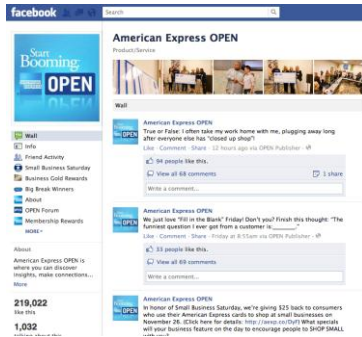 facebook
Search
American Express OPEN
Product/Service
Start
Booming.
OPEN
Wall
Info
Friend Activity
Small Business Saturday
Business Gold Rewards
Big Break Winners
About
OPEN Forum
Membership Rewards
MORE
About
American Express OPEN is
where you can discover
insights, make connections...
More
219,022
like this
1,032
talking about this
Wall
American Express OPEN
True or False: I often take my work home with me, plugging away long
after everyone else has "closed up shop"!
Like · Comment · Share · 12 hours ago via OPEN Publisher ·
94 people like this.
View all 68 comments
1 share
Write a comment...
American Express OPEN
We just love "Fill in the Blank" Friday! Don't you? Finish this thought: "The
funniest question I ever got from a customer is:______."
Like · Comment · Share · Friday at 8:55am via OPEN Publisher ·
33 people like this.
View all 69 comments
Write a comment...
American Express OPEN
In honor of Small Business Saturday, we're giving $25 back to consumers
who use their American Express cards to shop at small businesses on
November 26. (Click here for details: What specials
will your business feature on the day to encourage people to SHOP SMALL